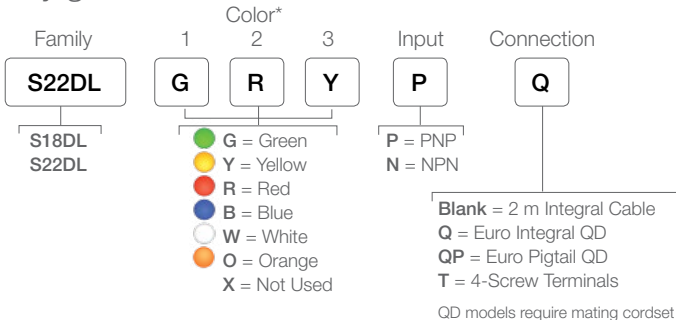 Color*
Family 1 2 3 Input Connection
S22DL G R Y P Q
S18DL
S22DL
G = Green
Y = Yellow
R = Red
B = Blue
W = White
O = Orange
X = Not Used
P = PNP
N = NPN
Blank = 2 m Integral Cable
Q = Euro Integral QD
QP = Euro Pigtail QD
T = 4-Screw Terminals
QD models require mating cordset